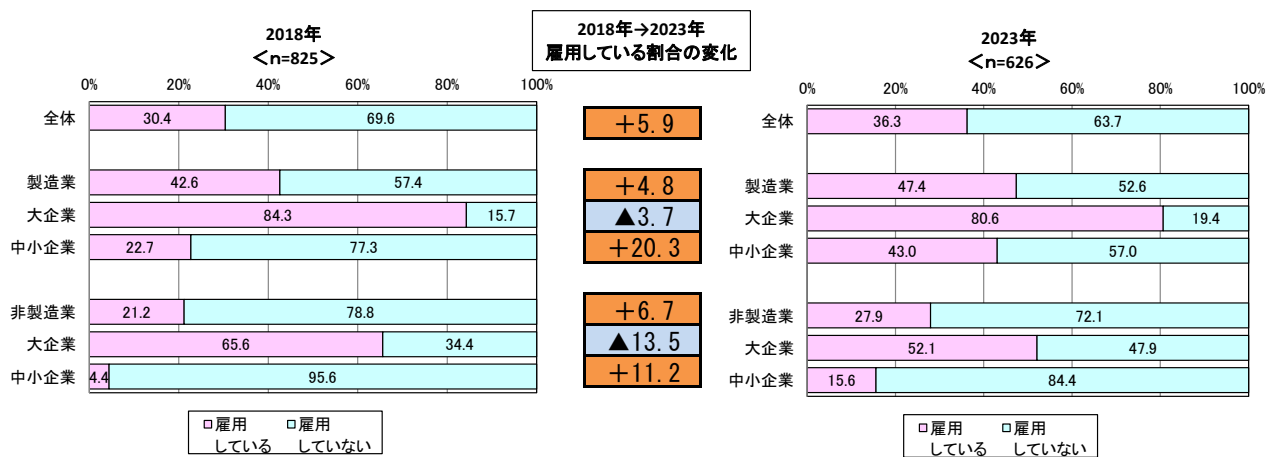 2018年
＜n=825＞
0% 20% 40% 60% 80% 100%
全体 30.4 69.6
製造業 42.6 57.4
大企業 84.3 15.7
中小企業 22.7 77.3
非製造業 21.2 78.8
大企業 65.6 34.4
中小企業 4.4 95.6
雇用している 雇用していない
2018年→2023年
雇用している割合の変化
＋5.9
＋4.8
▲3.7
＋20.3
＋6.7
▲13.5
＋11.2
2023年
＜n=626＞
0% 20% 40% 60% 80% 100%
全体 36.3 63.7
製造業 47.4 52.6
大企業 80.6 19.4
中小企業 43.0 57.0
非製造業 27.9 72.1
大企業 52.1 47.9
中小企業 15.6 84.4
雇用している 雇用していない